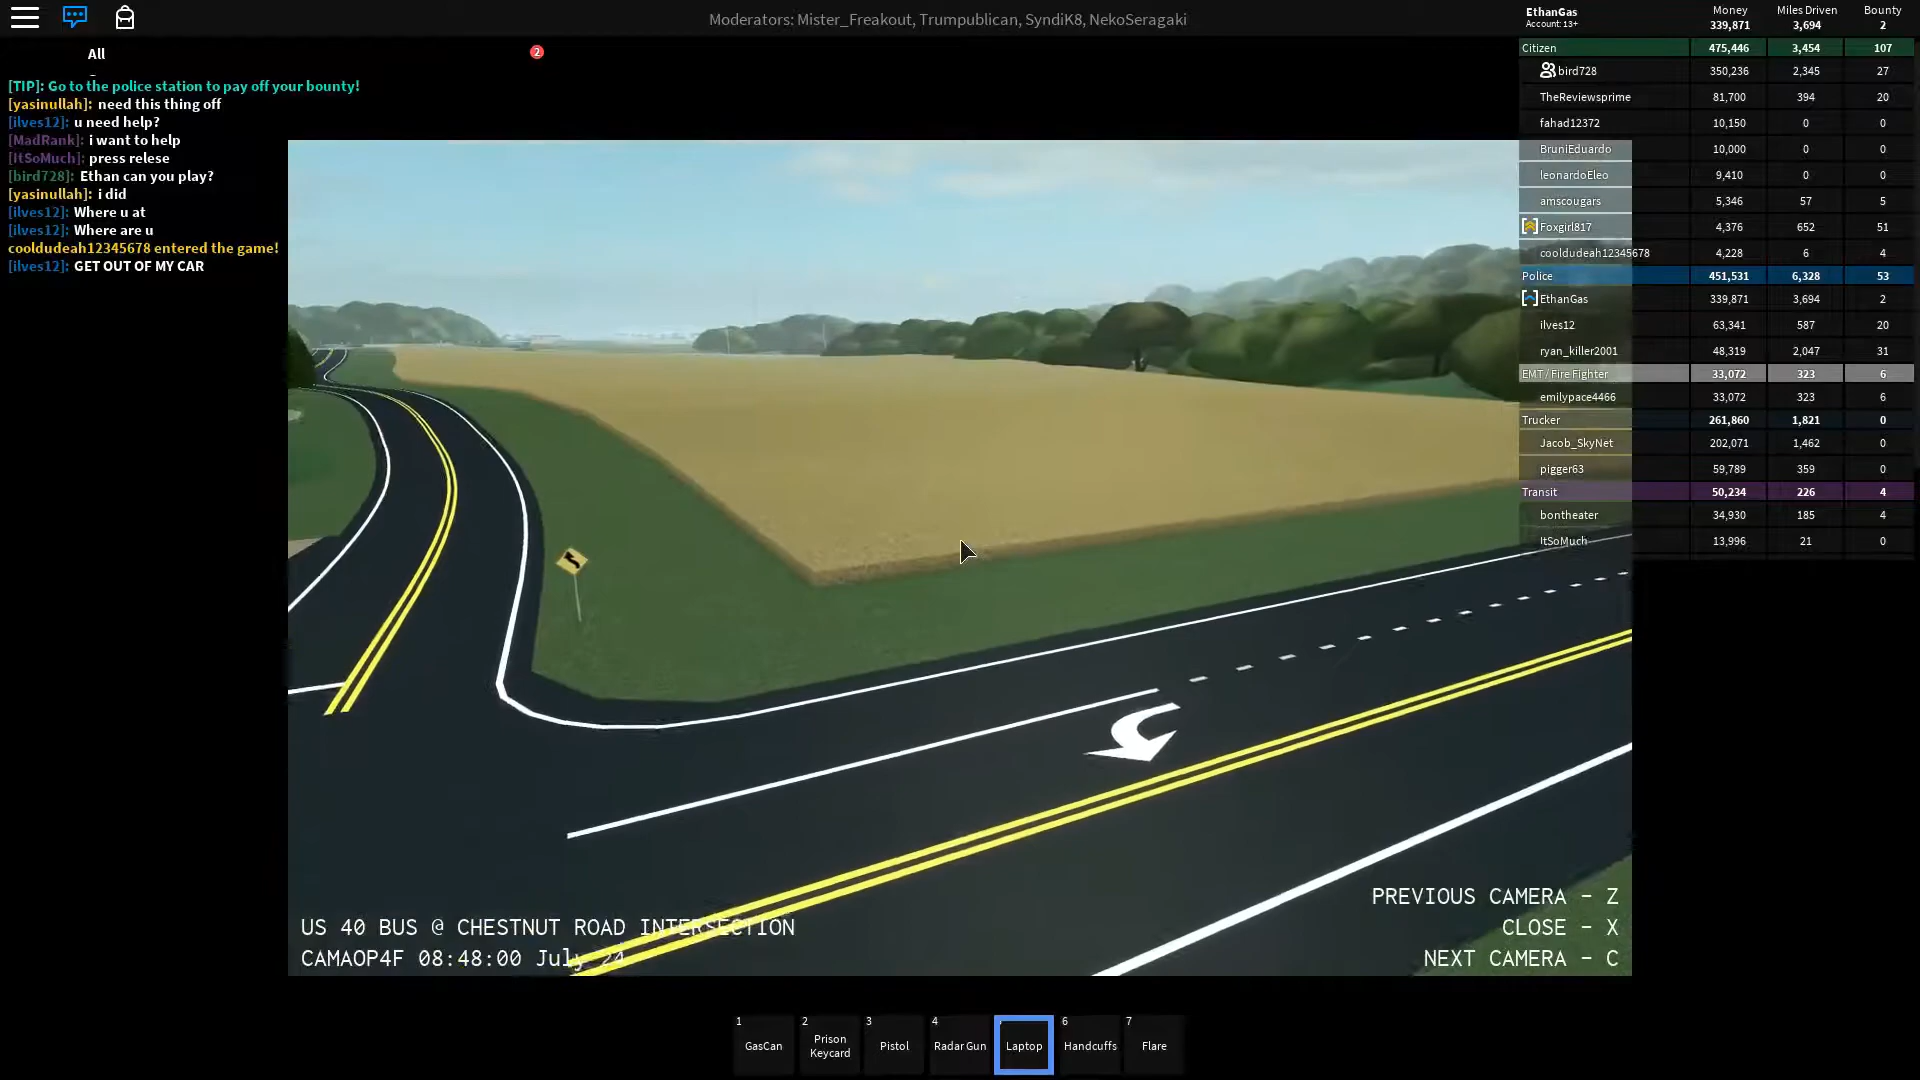 Moderators: Mister_Freakout, Trumpublican, SyndiK8, NekoSeragaki
EthanGas
Account: 13+
Money Miles Driven Bounty
339,871 3,694 2
All
2
[TIP]: Go to the police station to pay off your bounty!
[yasinullah]: need this thing off
[ilves12]: u need help?
[MadRank]: i want to help
[ItSoMuch]: press relese
[bird728]: Ethan can you play?
[yasinullah]: i did
[ilves12]: Where u at
[ilves12]: Where are u
cooldudeah12345678 entered the game!
[ilves12]: GET OUT OF MY CAR
Citizen 475,446 3,454 107
bird728 350,236 2,345 27
TheReviewsprime 81,700 394 20
fahad12372 10,150 0 0
BruniEduardo 10,000 0 0
leonardoEleo 9,410 0 0
amscougars 5,346 57 5
Foxgirl817 4,376 652 51
cooldudeah12345678 4,228 6 4
Police 451,531 6,328 53
EthanGas 339,871 3,694 2
ilves12 63,341 587 20
ryan_killer2001 48,319 2,047 31
EMT / Fire Fighter 33,072 323 6
emilypace4466 33,072 323 6
Trucker 261,860 1,821 0
Jacob_SkyNet 202,071 1,462 0
pigger63 59,789 359 0
Transit 50,234 226 4
bontheater 34,930 185 4
ItSoMuch 13,996 21 0
US 40 BUS @ CHESTNUT ROAD INTERSECTION
CAMAOP4F 08:48:00 July 24
PREVIOUS CAMERA - Z
CLOSE - X
NEXT CAMERA - C
1 GasCan
2 Prison Keycard
3 Pistol
4 Radar Gun
Laptop
6 Handcuffs
7 Flare